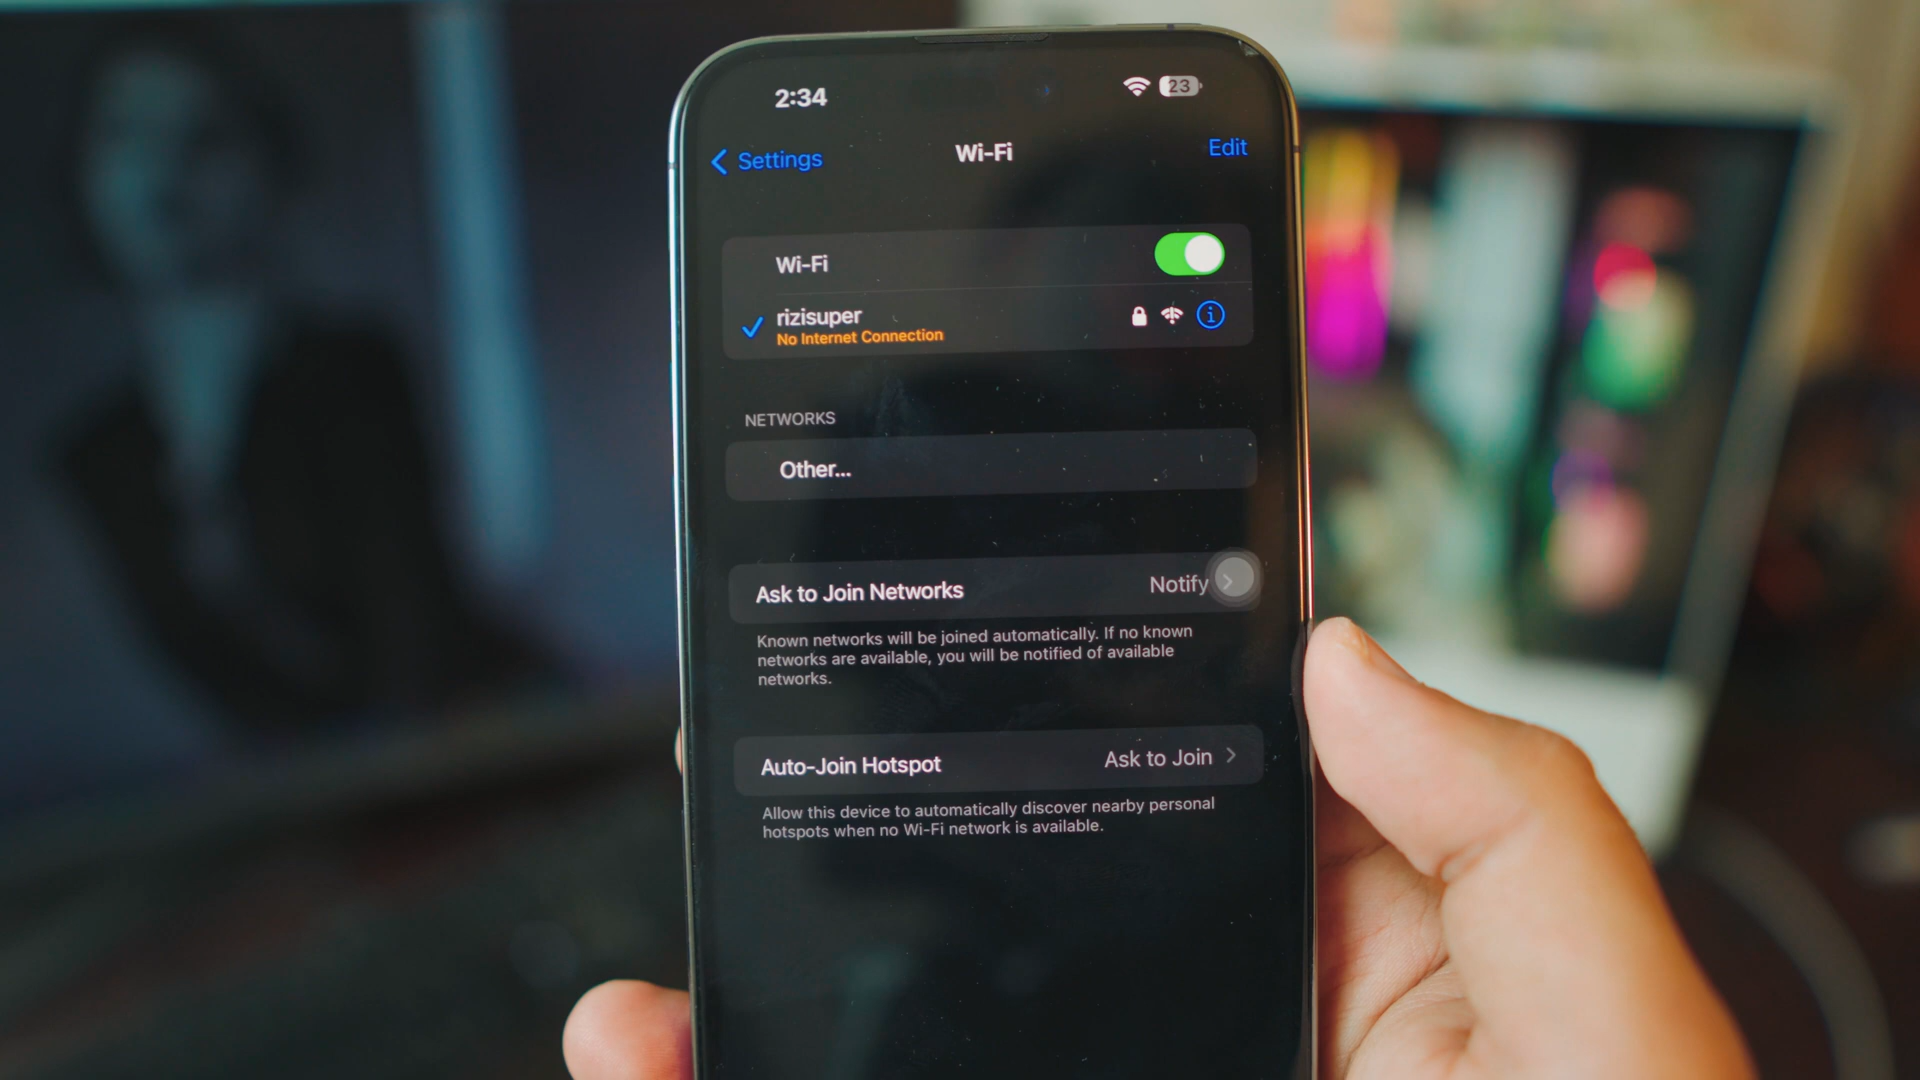 2:34
23
Settings
Wi-Fi
Edit
Wi-Fi
rizisuper
No Internet Connection
NETWORKS
Other...
Ask to Join Networks
Notify
Known networks will be joined automatically. If no known
networks are available, you will be notified of available
networks.
Auto-Join Hotspot
Ask to Join
Allow this device to automatically discover nearby personal
hotspots when no Wi-Fi network is available.